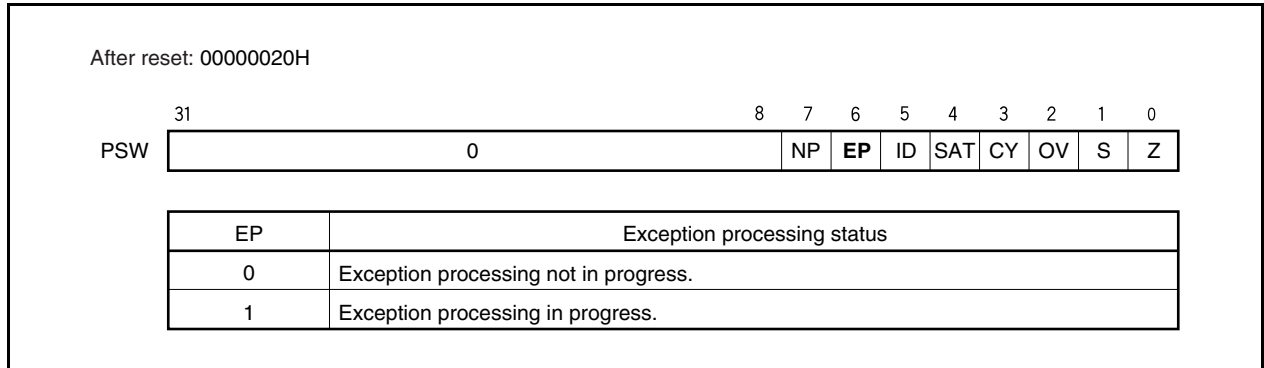 After reset: 00000020H
31 8 7 6 5 4 3 2 1 0
PSW 0 NP EP ID SAT CY OV S Z
EP Exception processing status
0 Exception processing not in progress.
1 Exception processing in progress.